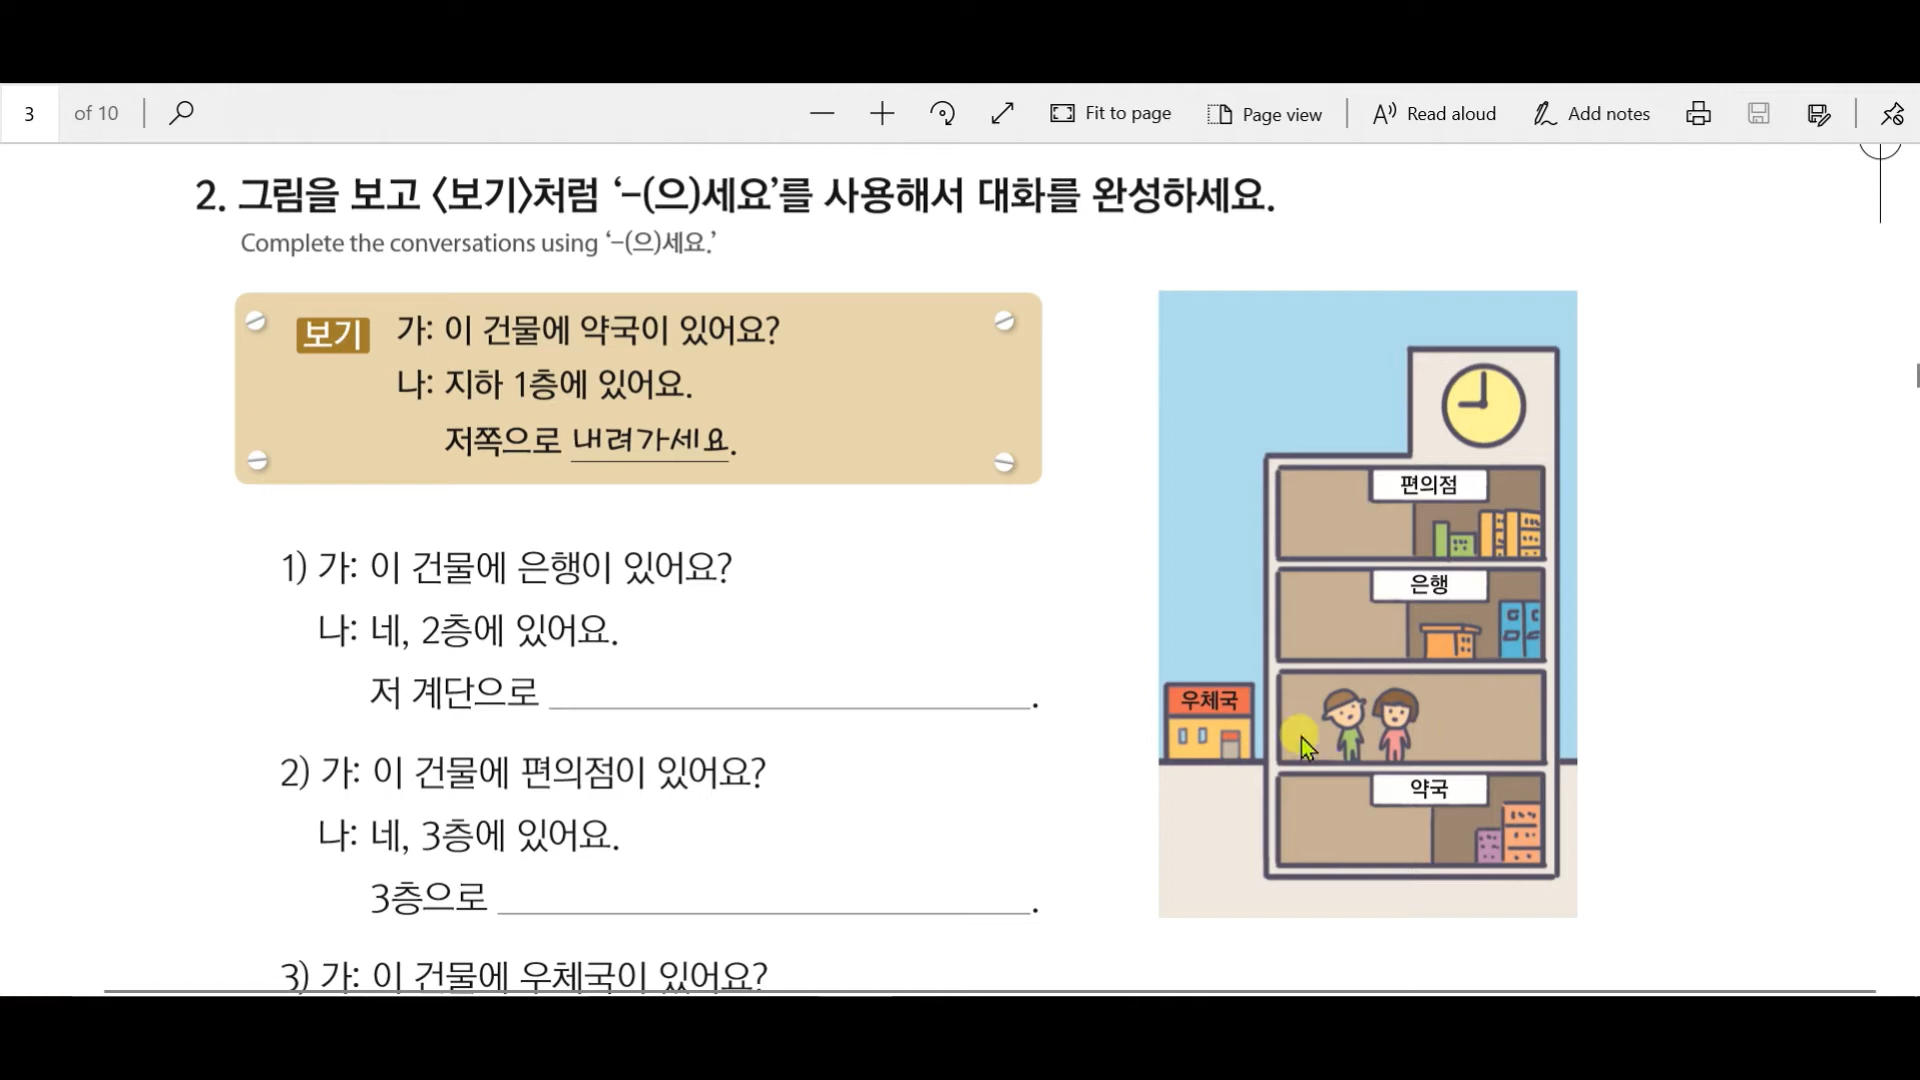 3 of 10 Fit to page Page view Read aloud Add notes
2. 그림을 보고 〈보기〉처럼 ‘–(으)세요’를 사용해서 대화를 완성하세요.
Complete the conversations using ‘–(으)세요.’
보기 가: 이 건물에 약국이 있어요?
나: 지하 1층에 있어요.
저쪽으로 내려가세요.
1) 가: 이 건물에 은행이 있어요?
나: 네, 2층에 있어요.
저 계단으로 .
2) 가: 이 건물에 편의점이 있어요?
나: 네, 3층에 있어요.
3층으로 .
3) 가: 이 건물에 우체국이 있어요?
편의점
은행
우체국
약국